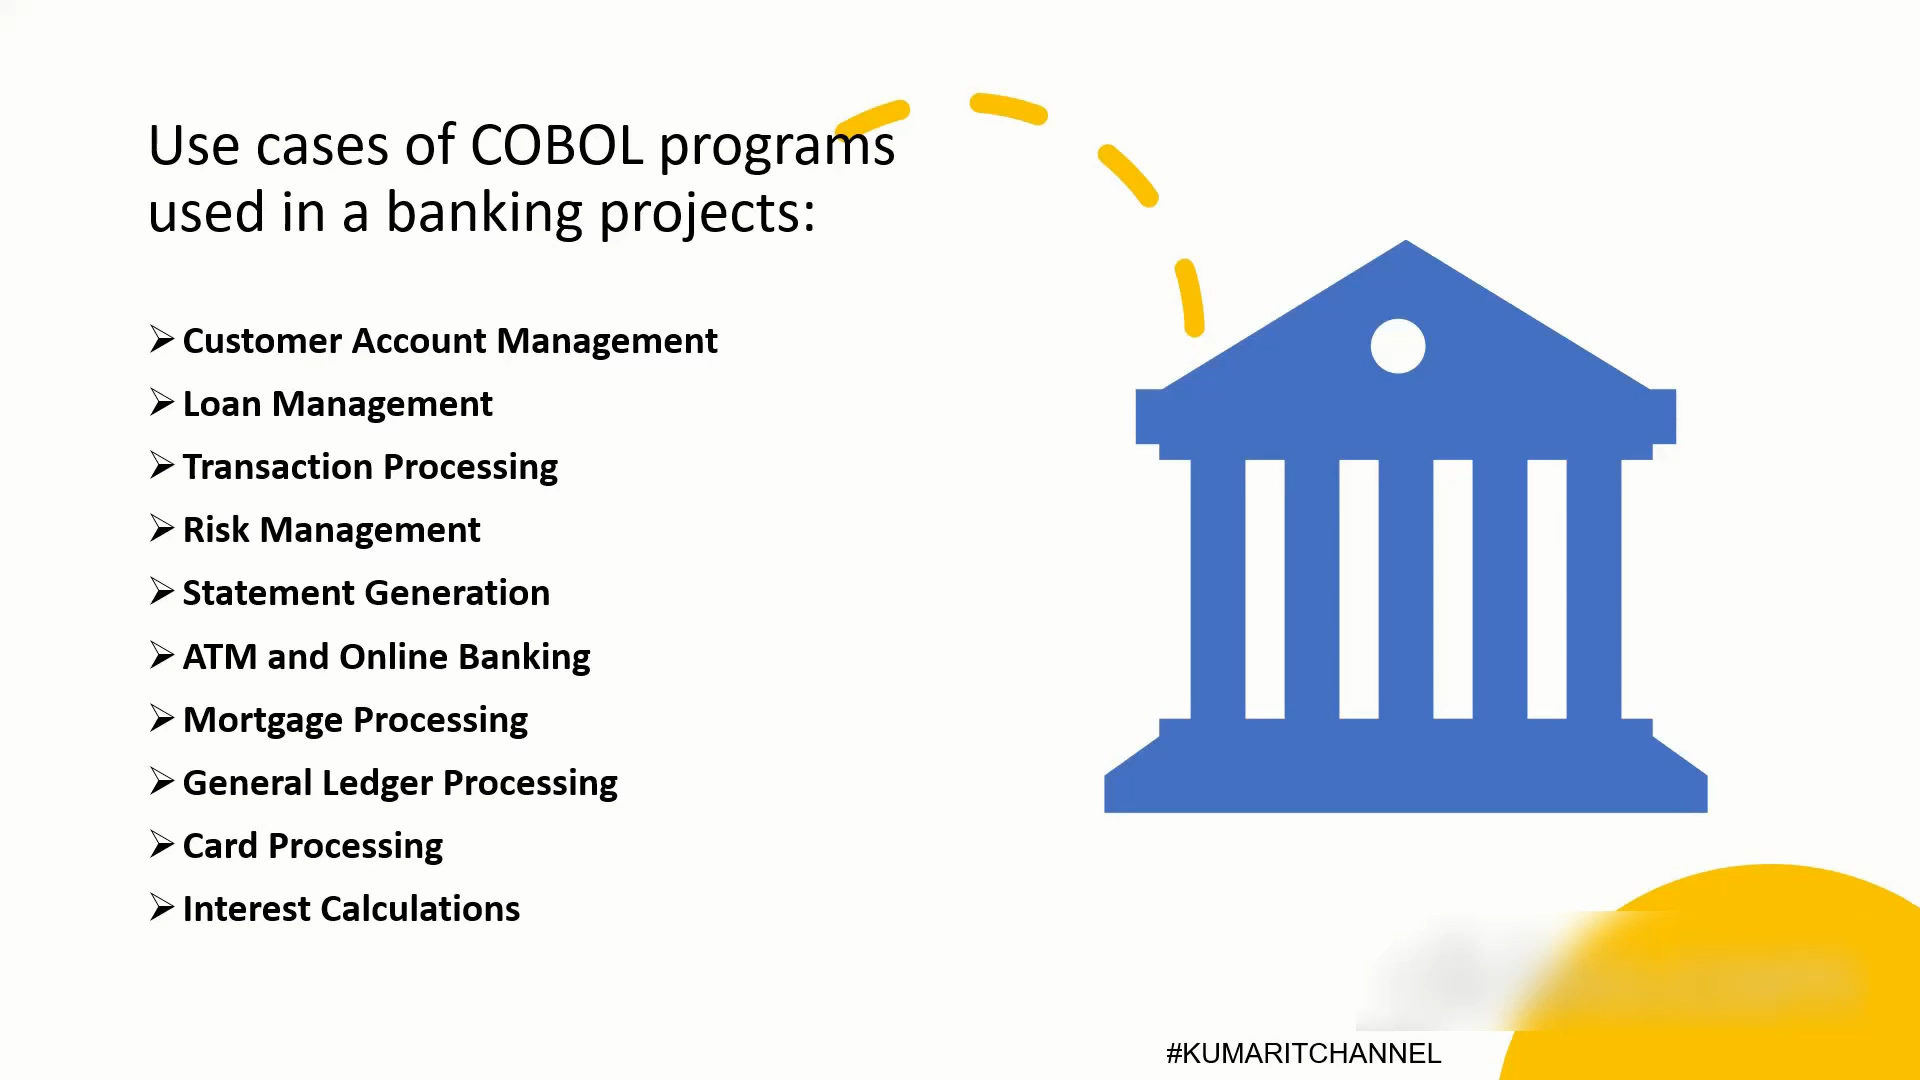 Use cases of COBOL programs
used in a banking projects:
Customer Account Management
Loan Management
Transaction Processing
Risk Management
Statement Generation
ATM and Online Banking
Mortgage Processing
General Ledger Processing
Card Processing
Interest Calculations
#KUMARITCHANNEL